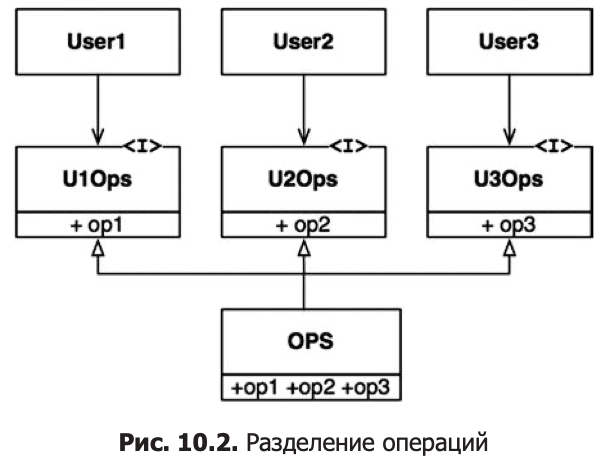 User1 User2 User3
<I> <I> <I>
U1Ops U2Ops U3Ops
+ op1 + op2 + op3
OPS
+op1 +op2 +op3
Рис. 10.2. Разделение операций